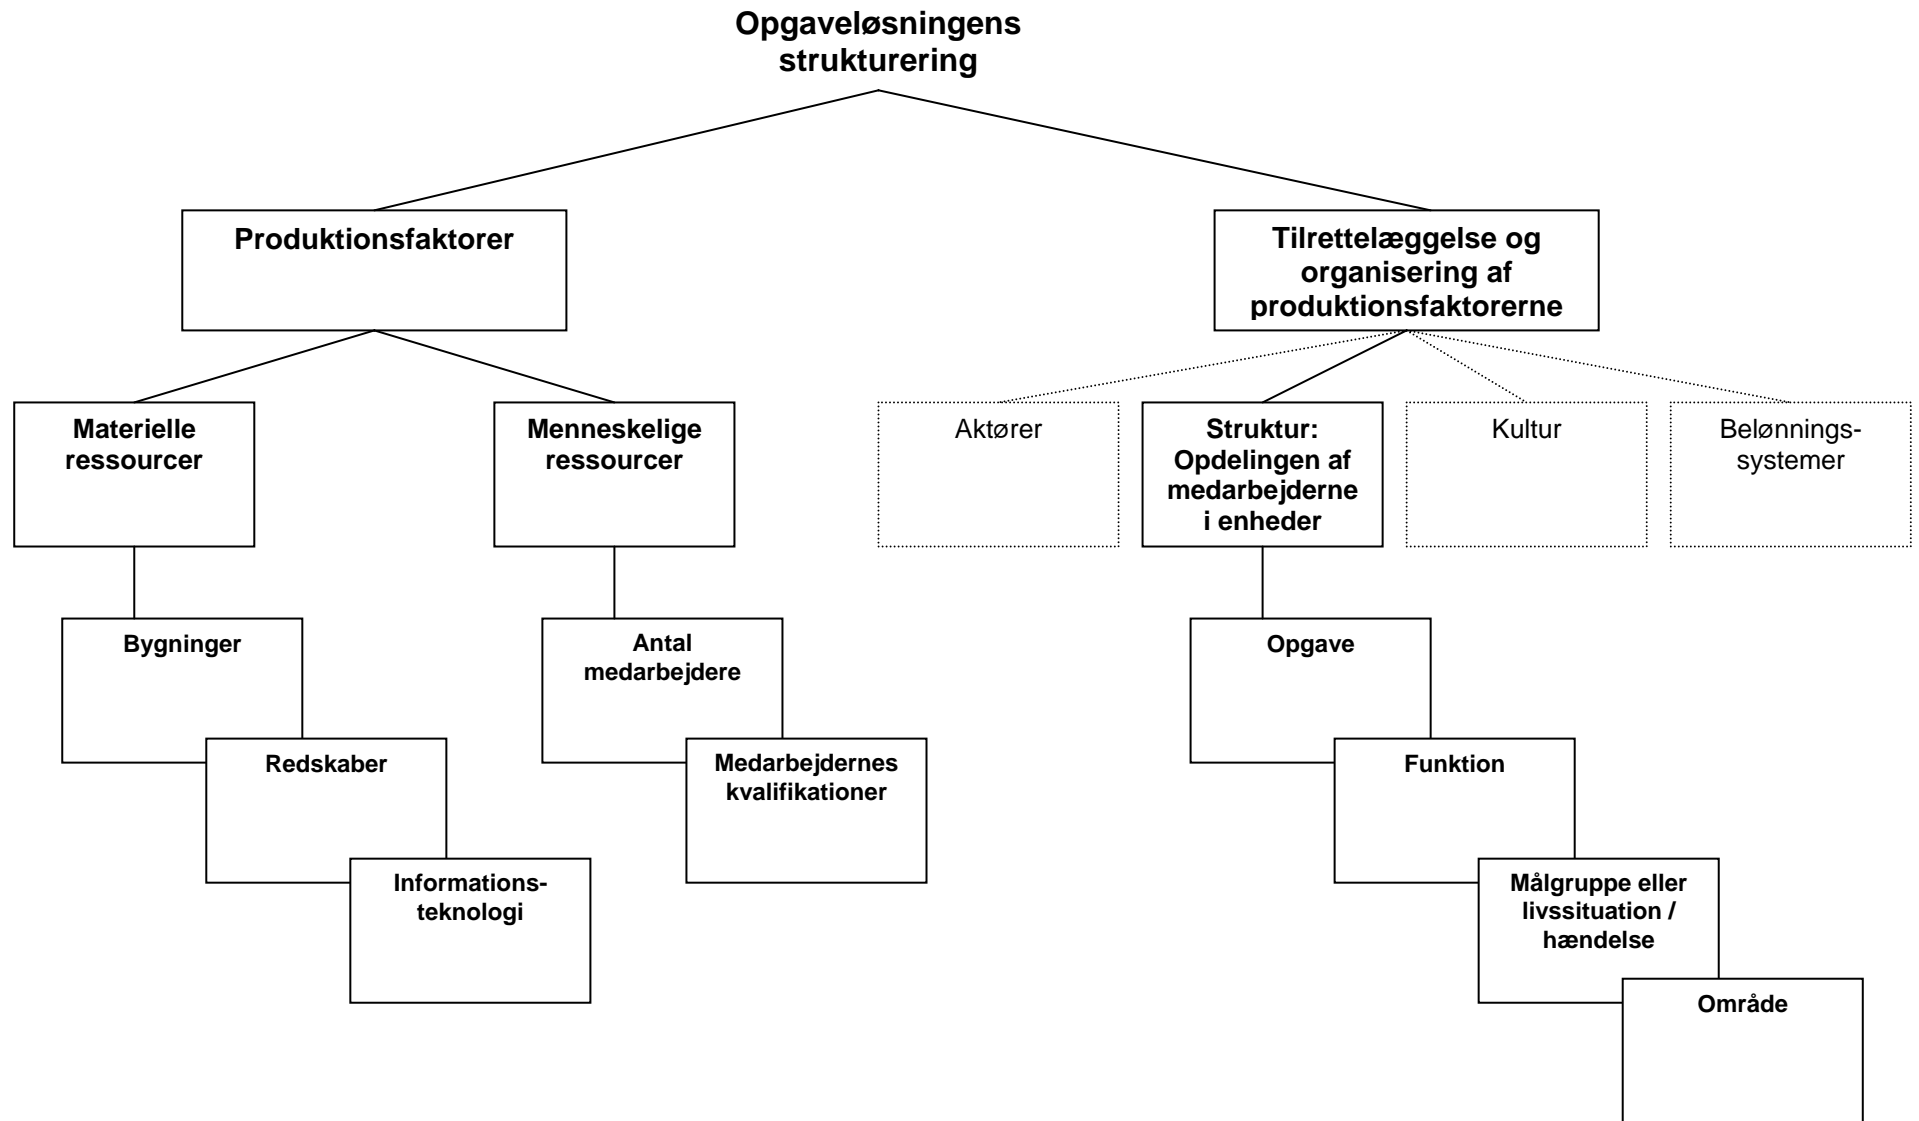 Opgaveløsningens
strukturering
Produktionsfaktorer
Tilrettelæggelse og
organisering af
produktionsfaktorerne
Materielle
ressourcer
Menneskelige
ressourcer
Aktører
Struktur:
Opdelingen af
medarbejderne
i enheder
Kultur
Belønnings-
systemer
Bygninger
Redskaber
Informations-
teknologi
Antal
medarbejdere
Medarbejdernes
kvalifikationer
Opgave
Funktion
Målgruppe eller
livssituation /
hændelse
Område